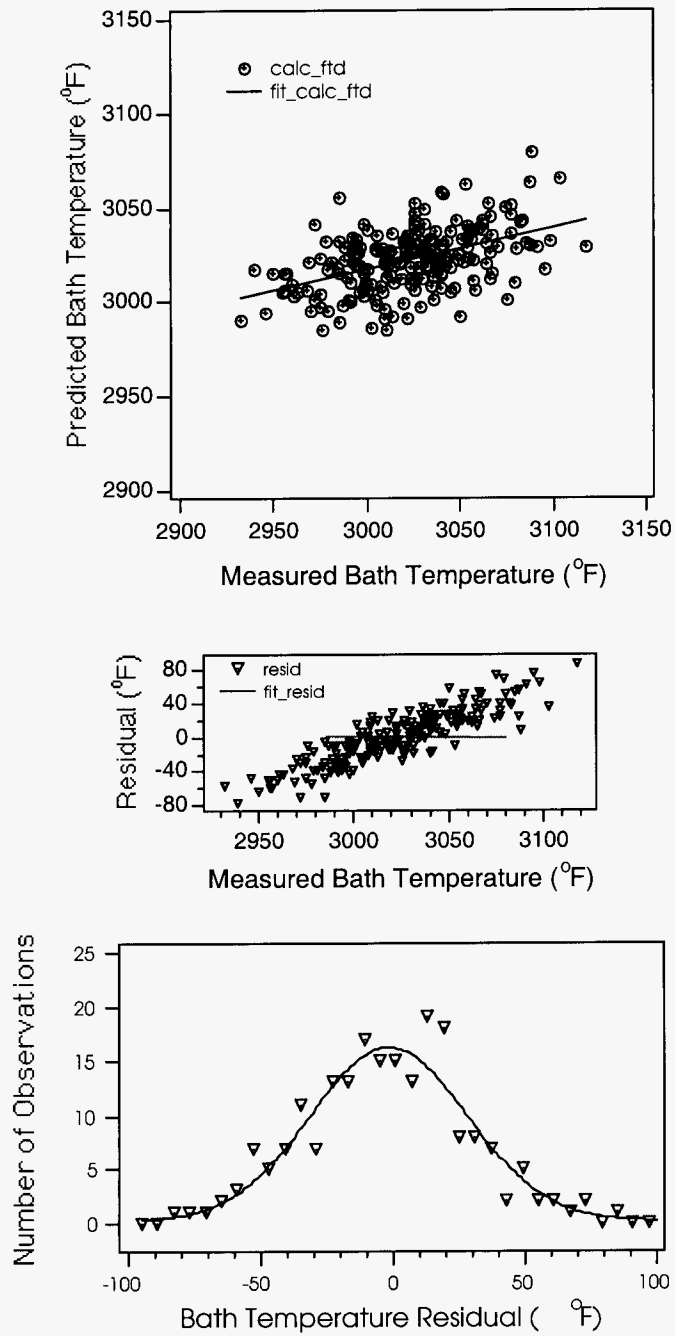 3150
3100
3050
3000
2950
2900
Predicted Bath Temperature (°F)
calc_ftd
fit_calc_ftd
2900 2950 3000 3050 3100 3150
Measured Bath Temperature (°F)
80
40
0
-40
-80
Residual (°F)
resid
fit_resid
2950 3000 3050 3100
Measured Bath Temperature (°F)
25
20
15
10
5
0
Number of Observations
-100 -50 0 50 100
Bath Temperature Residual ( °F)